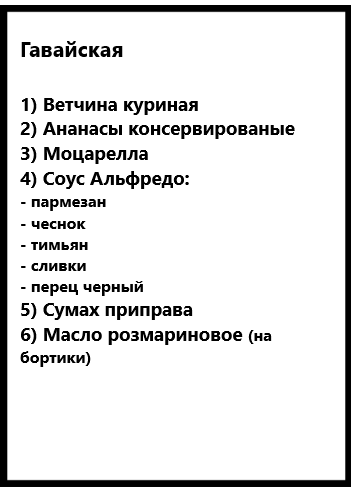 Гавайская
1) Ветчина куриная
2) Ананасы консервированые
3) Моцарелла
4) Соус Альфредо:
- пармезан
- чеснок
- тимьян
- сливки
- перец черный
5) Сумах приправа
6) Масло розмариновое (на
бортики)